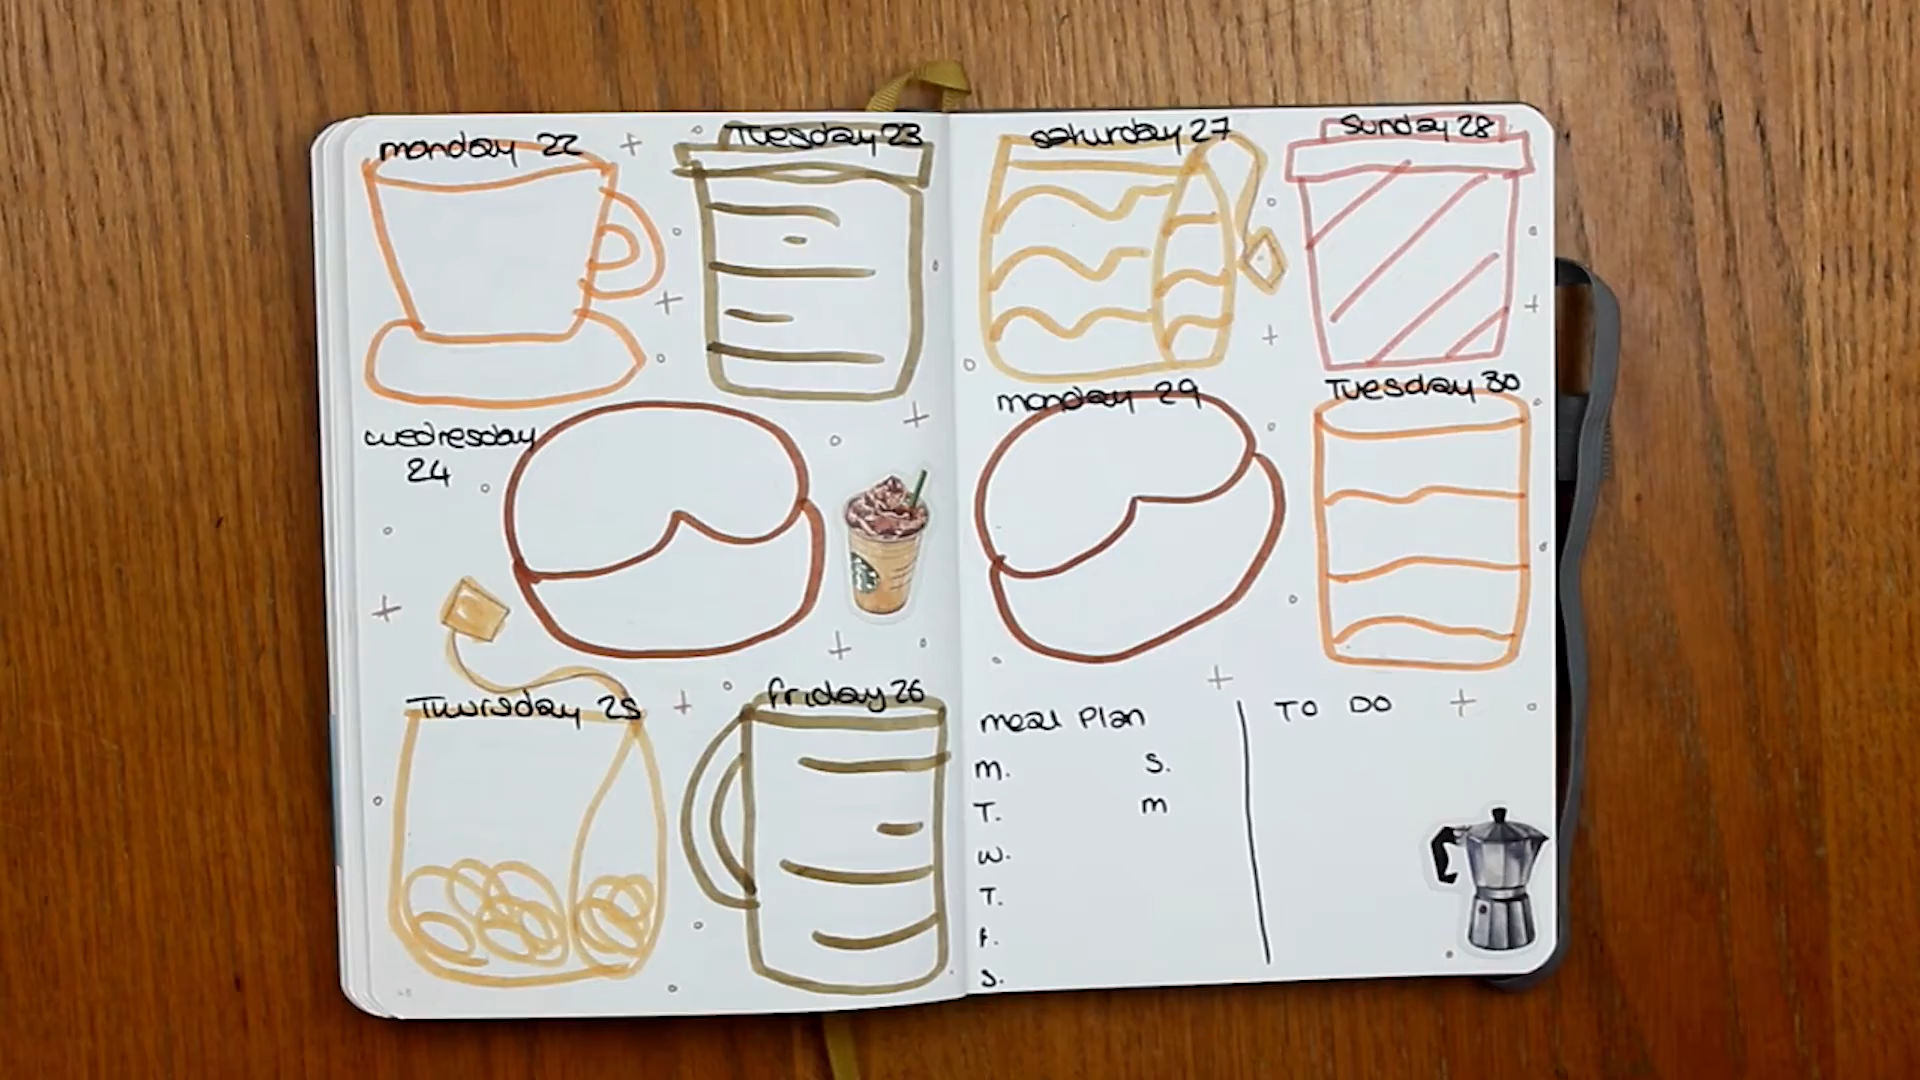 monday 22
Tuesday 23
wednesday
24
Thursday 25
friday 26
saturday 27
Sunday 28
monday 29
Tuesday 30
meal Plan
M.
T.
W.
T.
F.
S.
S.
m
TO DO